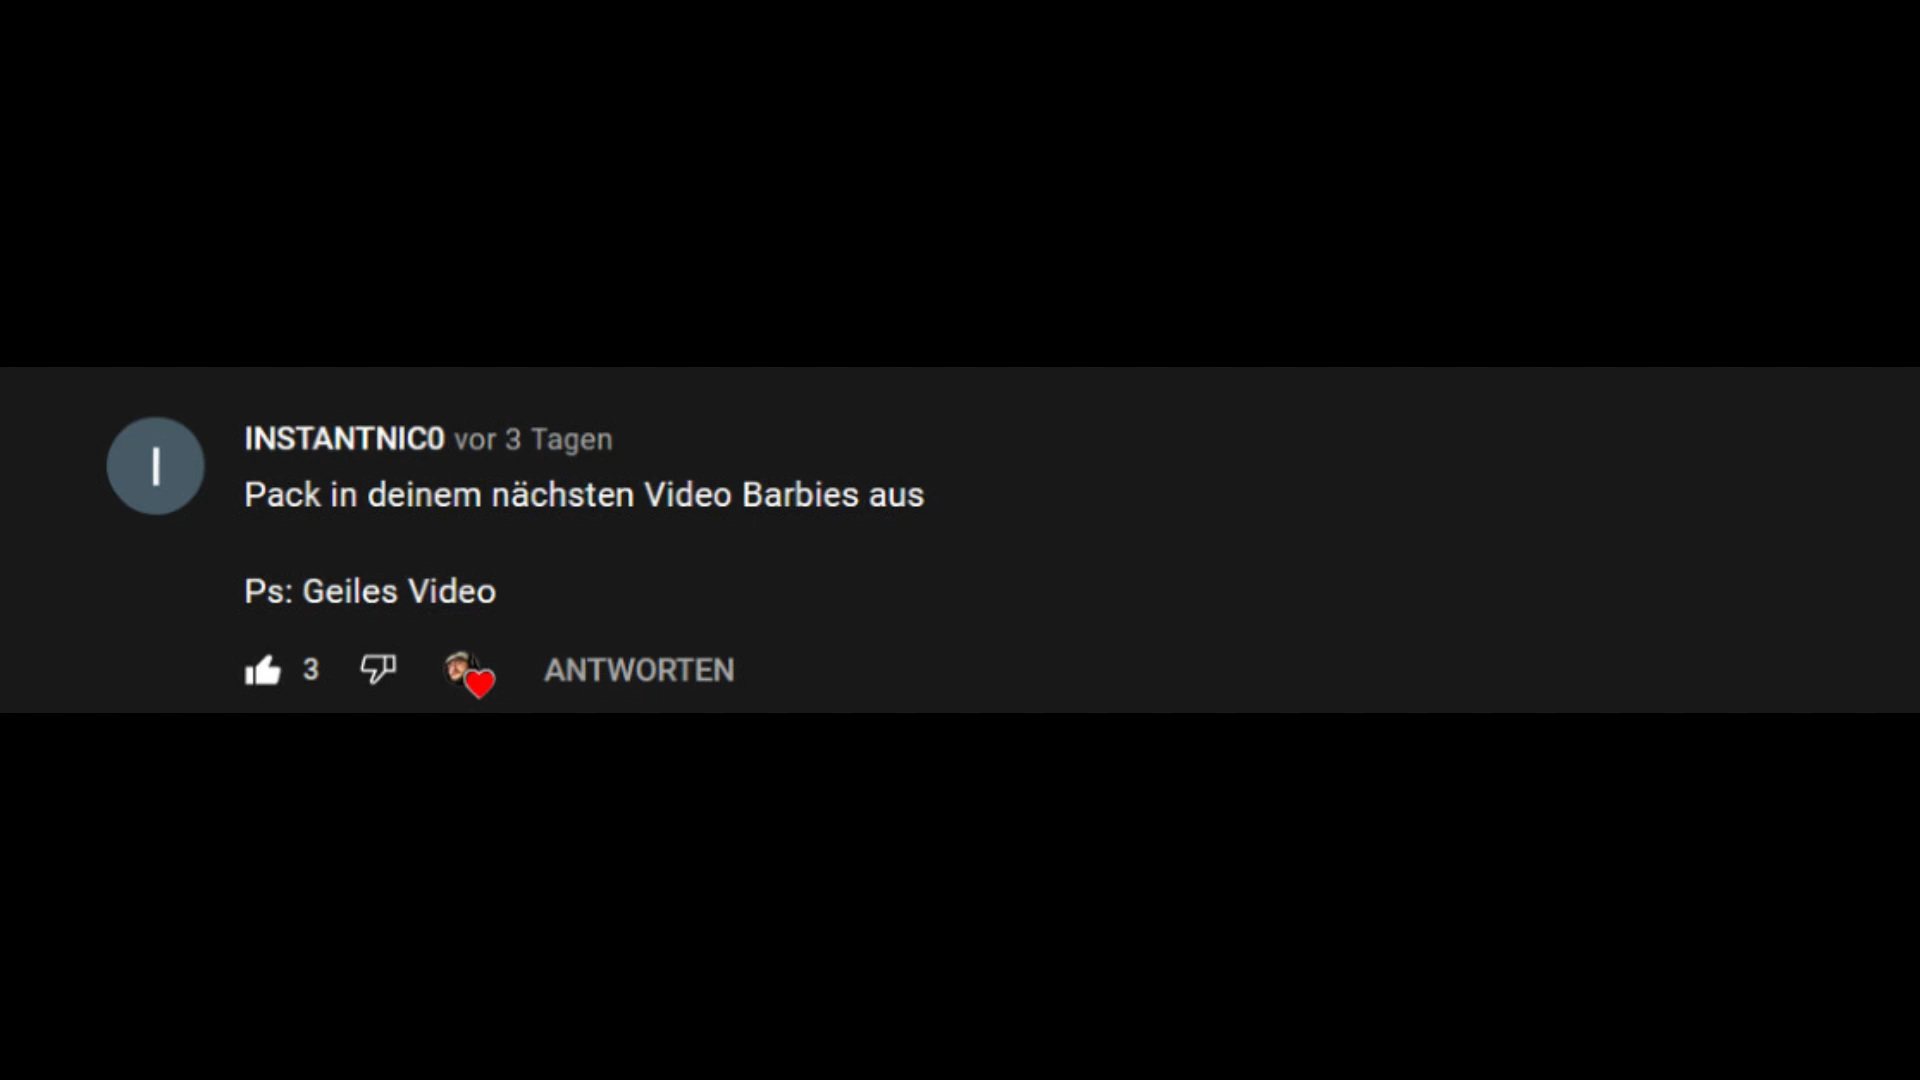 I
INSTANTNIC0 vor 3 Tagen
Pack in deinem nächsten Video Barbies aus
Ps: Geiles Video
3 ANTWORTEN